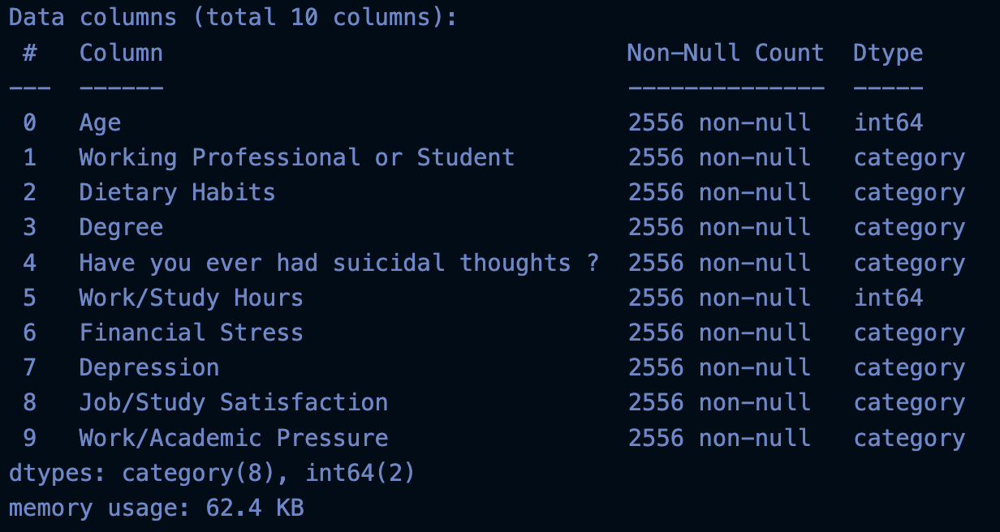 Data columns (total 10 columns):
 #   Column                                 Non-Null Count  Dtype
---  ------                                 --------------  -----
 0   Age                                    2556 non-null   int64
 1   Working Professional or Student        2556 non-null   category
 2   Dietary Habits                         2556 non-null   category
 3   Degree                                 2556 non-null   category
 4   Have you ever had suicidal thoughts ?  2556 non-null   category
 5   Work/Study Hours                       2556 non-null   int64
 6   Financial Stress                       2556 non-null   category
 7   Depression                             2556 non-null   category
 8   Job/Study Satisfaction                 2556 non-null   category
 9   Work/Academic Pressure                 2556 non-null   category
dtypes: category(8), int64(2)
memory usage: 62.4 KB